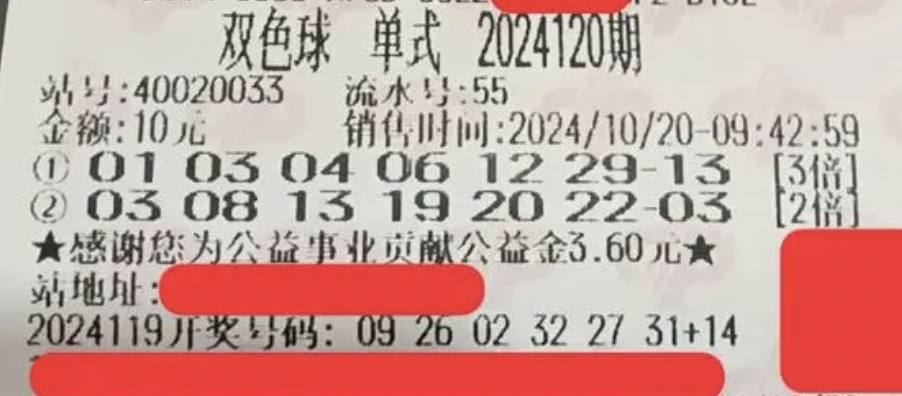 双色球 单式 2024120期
站号:40020033 流水号:55
金额:10元 销售时间:2024/10/20-09:42:59
① 01 03 04 06 12 29-13 [3倍]
② 03 08 13 19 20 22-03 [2倍]
★感谢您为公益事业贡献公益金3.60元★
站地址:
2024119开奖号码: 09 26 02 32 27 31+14